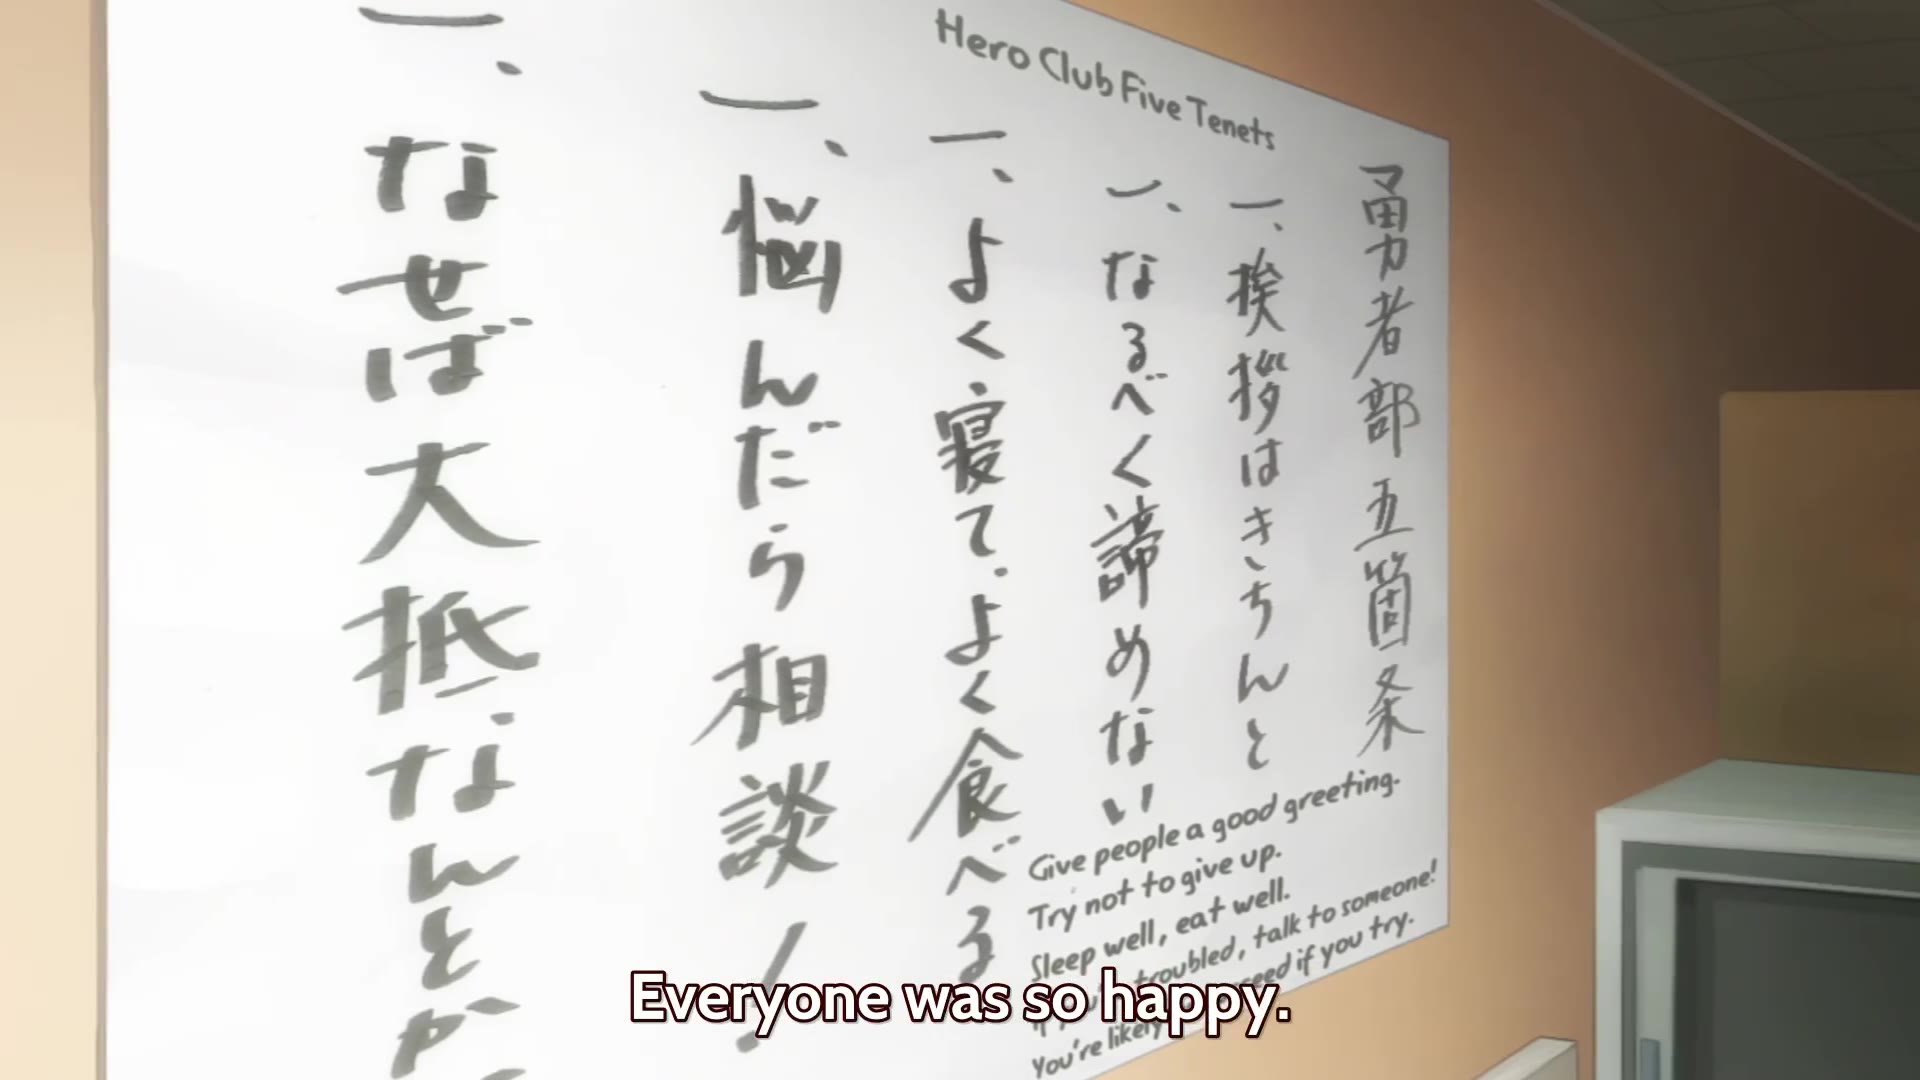 Hero Club Five Tenets
勇者部五箇条
一、挨拶はきちんと
一、なるべく諦めない
一、よく寝て、よく食べる
一、悩んだら相談!
一、なせば大抵なんとか
Give people a good greeting.
Try not to give up.
Sleep well, eat well.
troubled, talk to someone!
You're likely if you try.
Everyone was so happy.